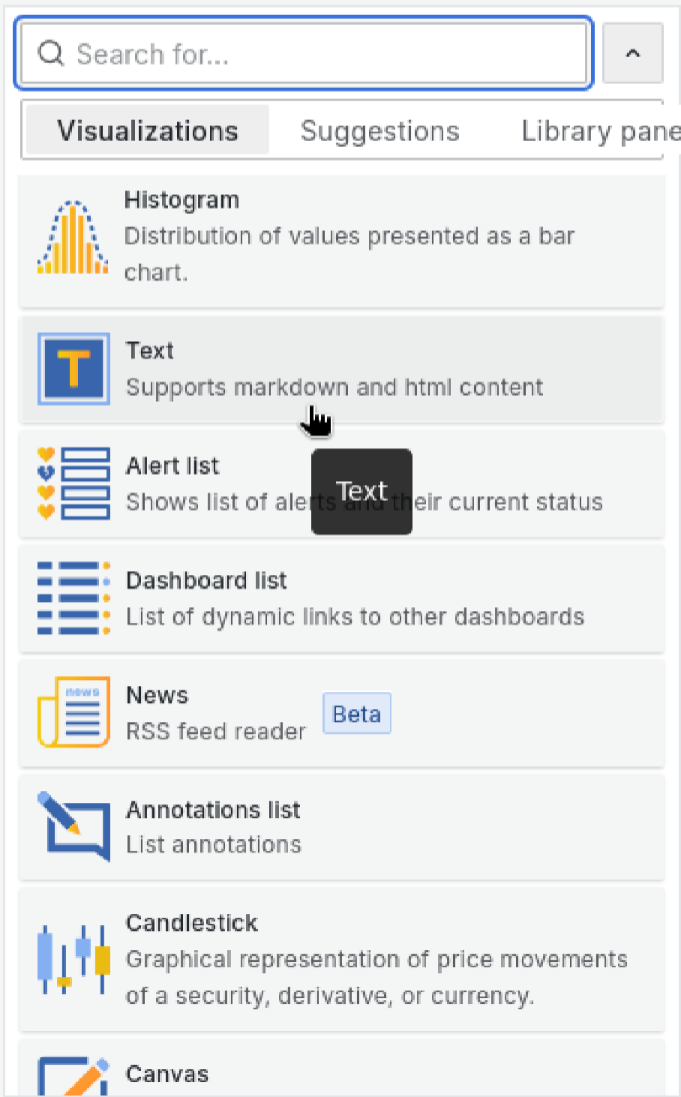 Search for...
Visualizations Suggestions Library pane
Histogram
Distribution of values presented as a bar
chart.
T
Text
Supports markdown and html content
Alert list
Shows list of alerts and their current status
Text
Dashboard list
List of dynamic links to other dashboards
news
News
RSS feed reader
Beta
Annotations list
List annotations
Candlestick
Graphical representation of price movements
of a security, derivative, or currency.
Canvas